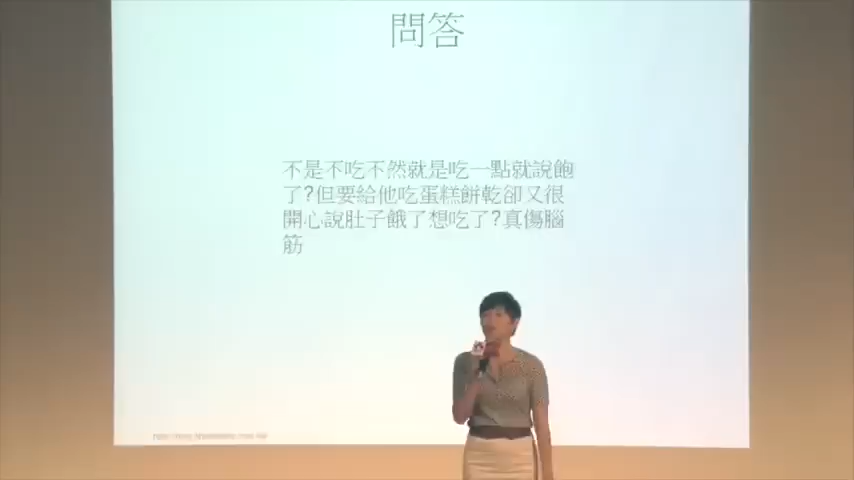 問答
不是不吃不然就是吃一點就說飽
了?但要給他吃蛋糕餅乾卻又很
開心說肚子餓了想吃了?真傷腦
筋